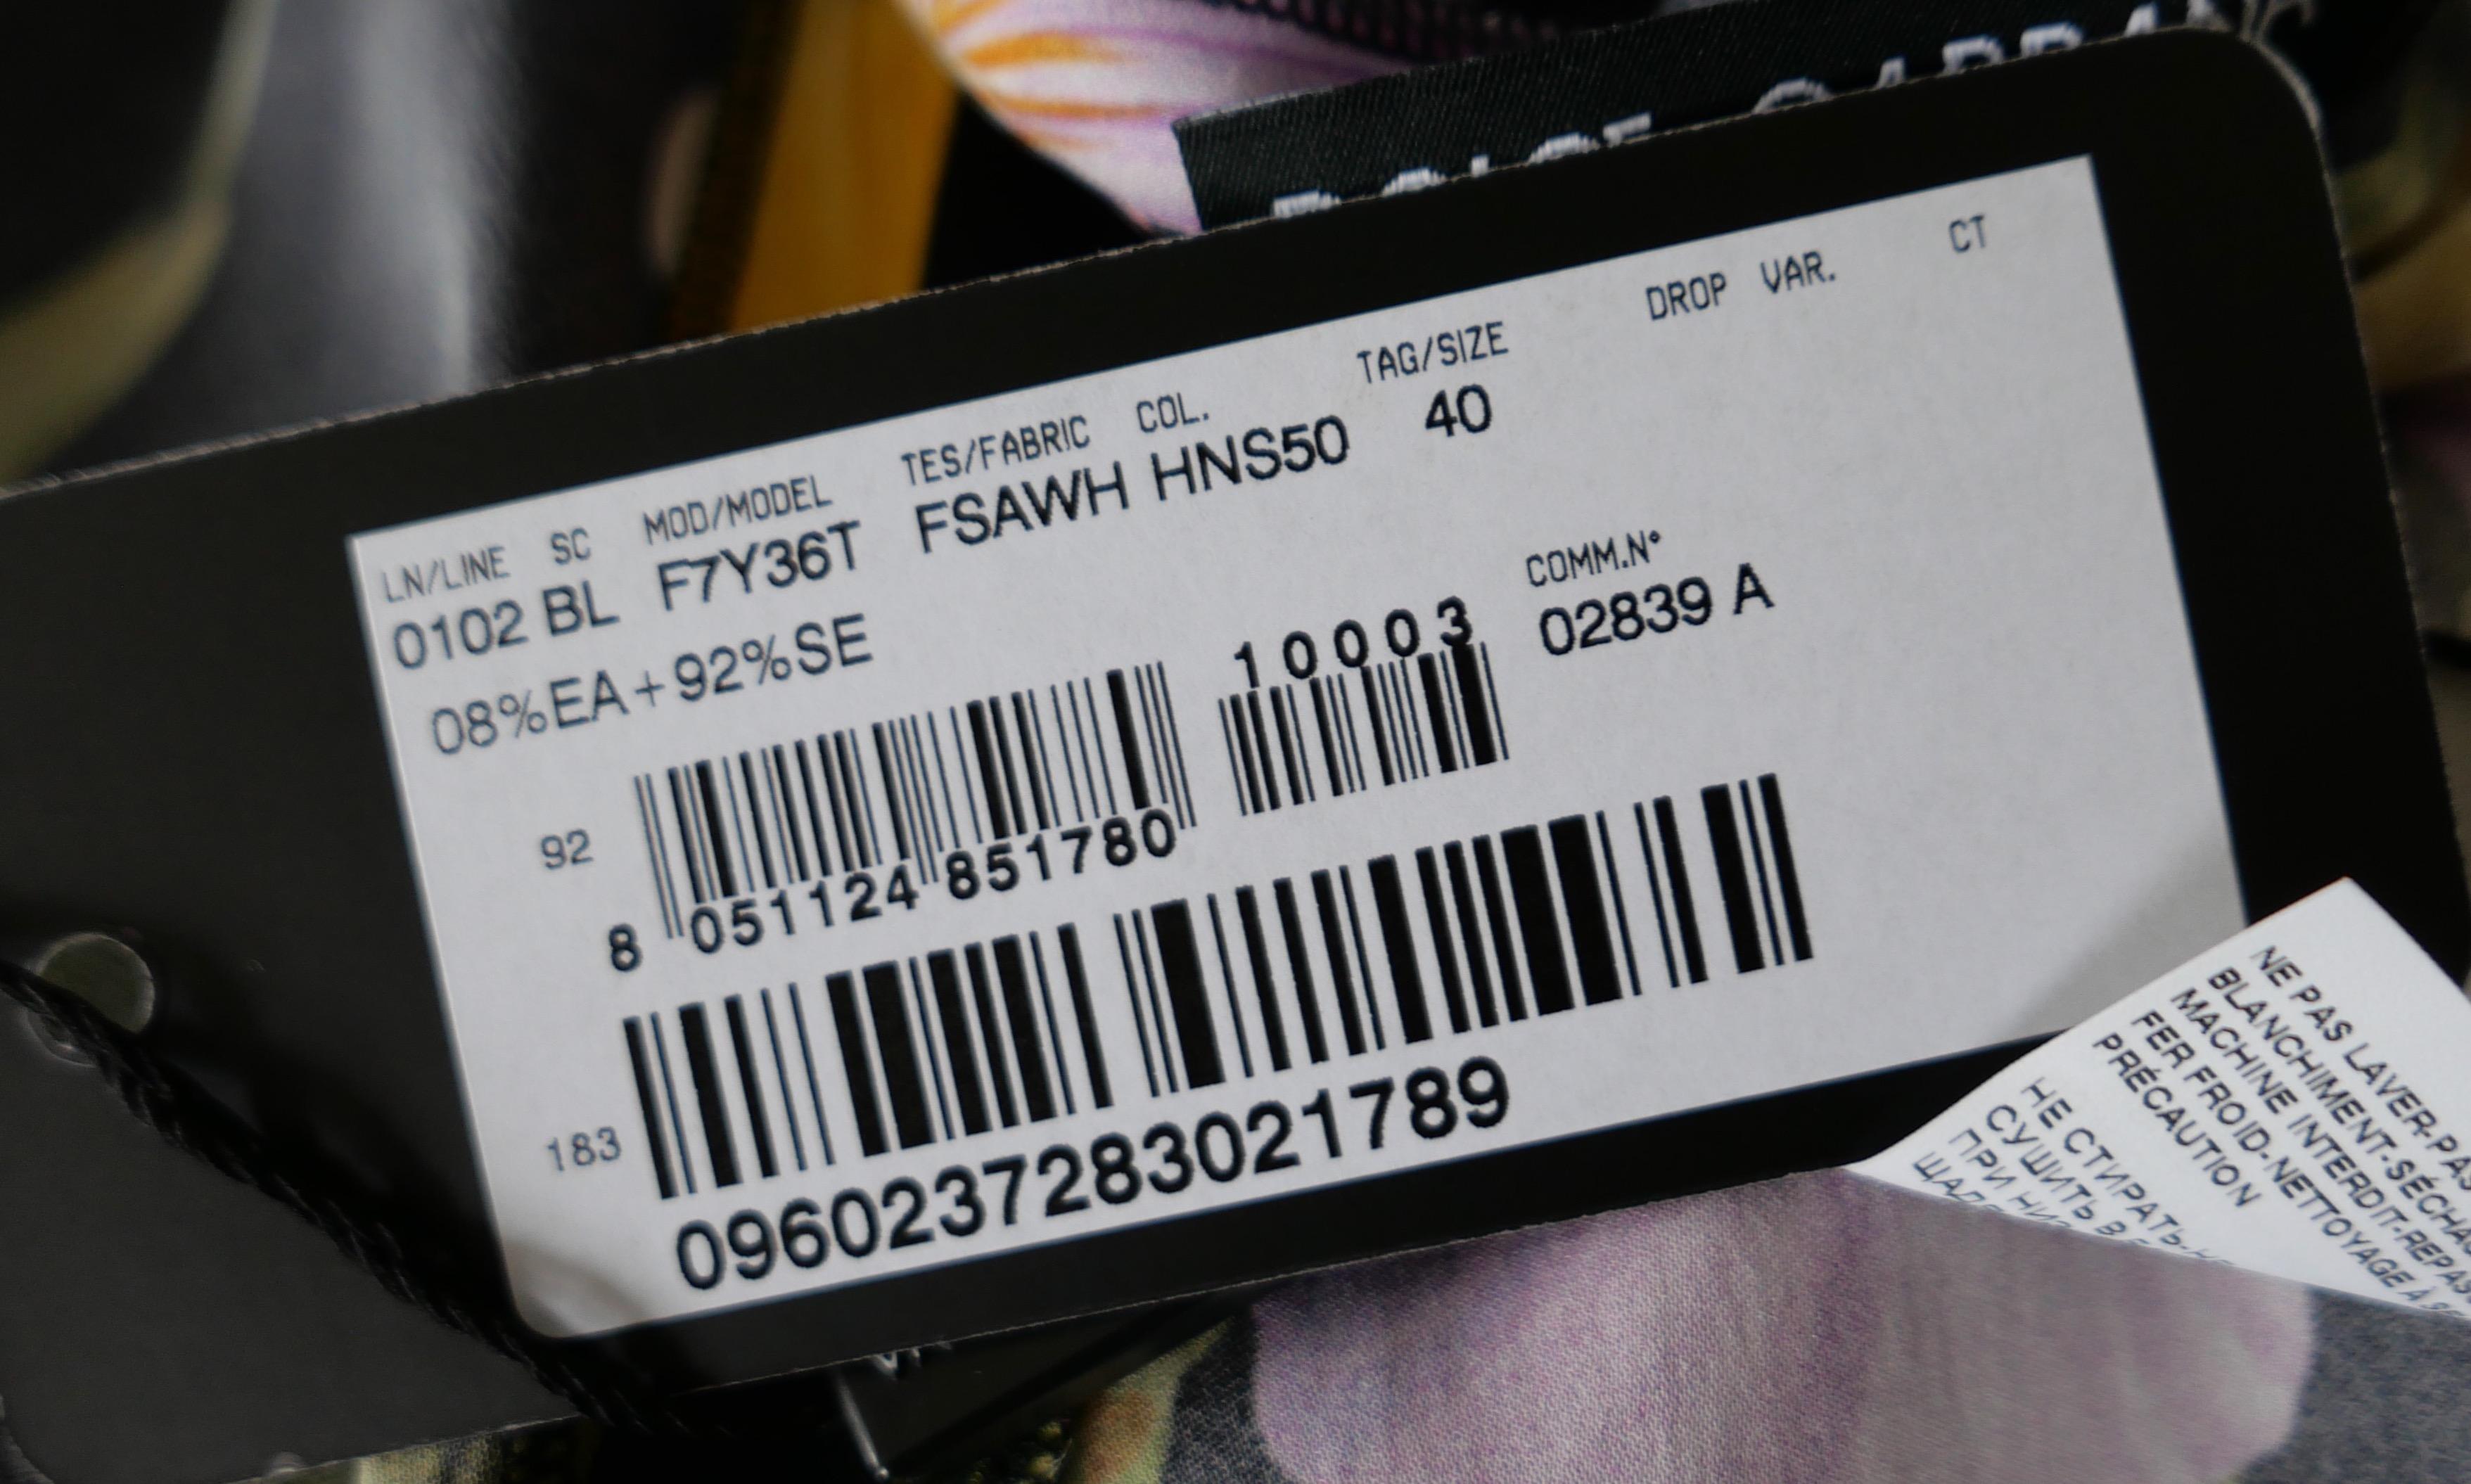 LN/LINE SC MOD/MODEL TES/FABRIC COL. TAG/SIZE DROP VAR. CT
0102 BL F7Y36T FSAWH HNS50 40
08%EA+92%SE
10003
COMM.N°
02839 A
92
8 051124 851780
183
0960237283021789
NE PAS LAVER-PAS
BLANCHIMENT-SÉCHA
MACHINE INTERDIT-REPAS
FER FROID-NETTOYAGE A
PRÉCAUTION
НЕ СТИРАТЬ-НЕ
СУШИТЬ В
ПРИ